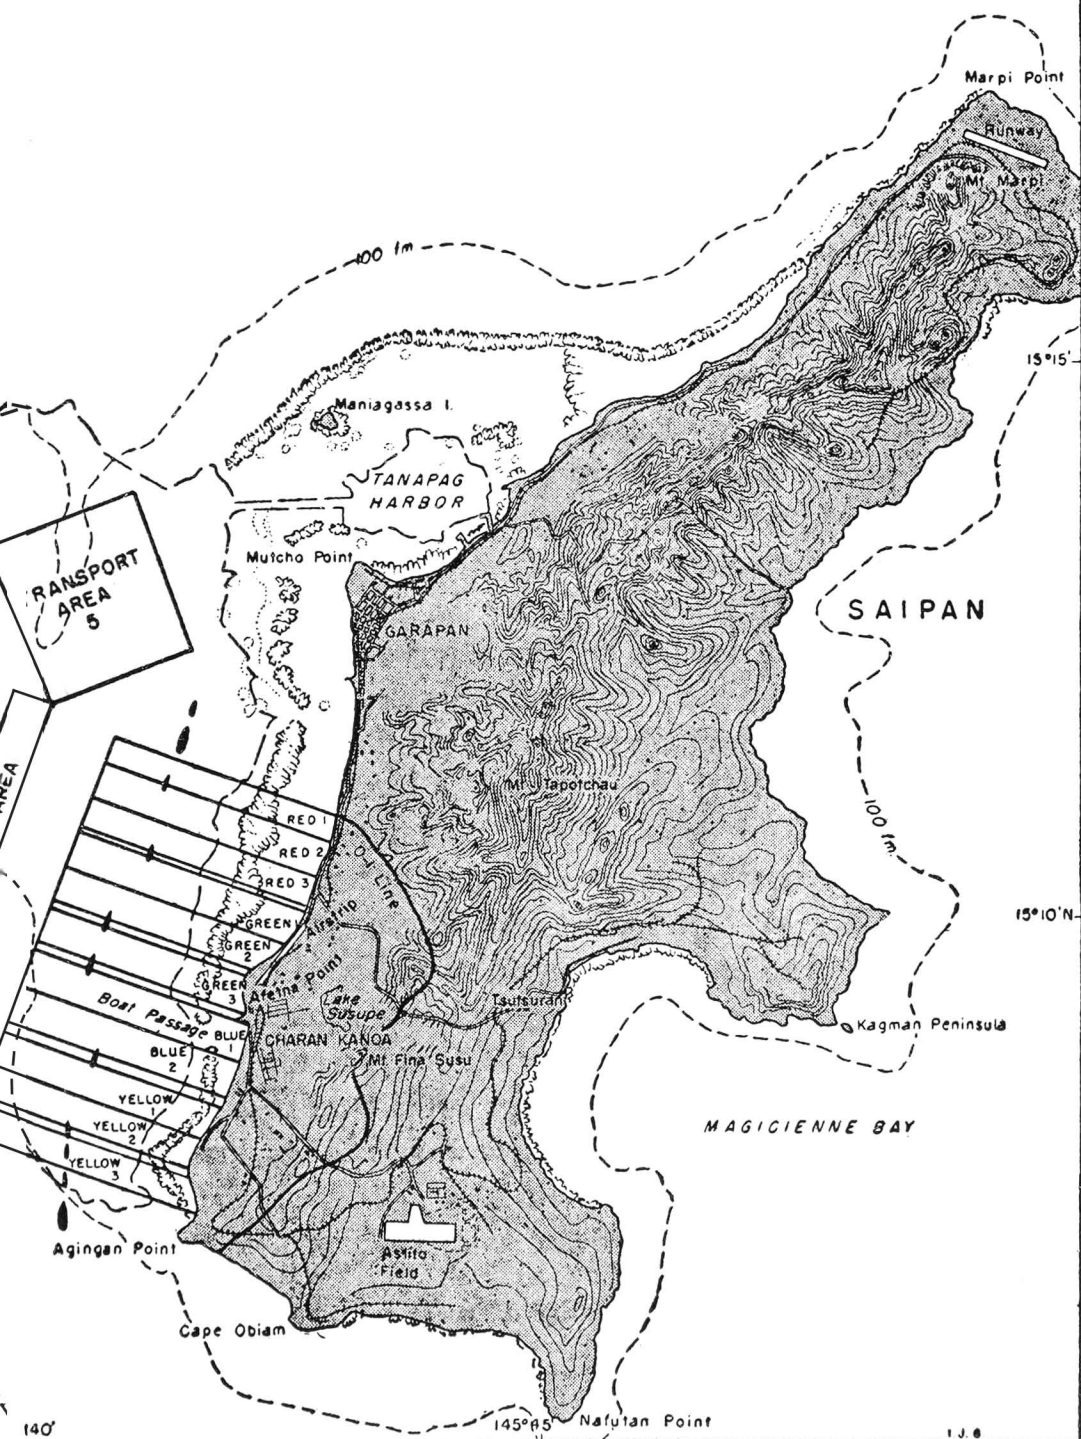 Marpi Point
Runway
Mt Marpi
100 fm
15°15'
Maniagassa I.
TANAPAG
HARBOR
Mutcho Point
TRANSPORT
AREA
5
SAIPAN
GARAPAN
AREA
Mt Tapotchau
100 fm.
RED 1
RED 2
RED 3
O-1 Line
GREEN 1
GREEN
2
GREEN
3
Airstrip
Afetna Point
15°10'N
Lake
Susupe
Tsutsuran
Boat Passage
BLUE
1
BLUE
2
CHARAN KANOA
Mt Fina Susu
Kagman Peninsula
YELLOW
1
YELLOW
2
YELLOW
3
MAGICIENNE BAY
Agingan Point
Aslito
Field
Cape Obiam
140'
145°45'
Nafutan Point
I.J.6